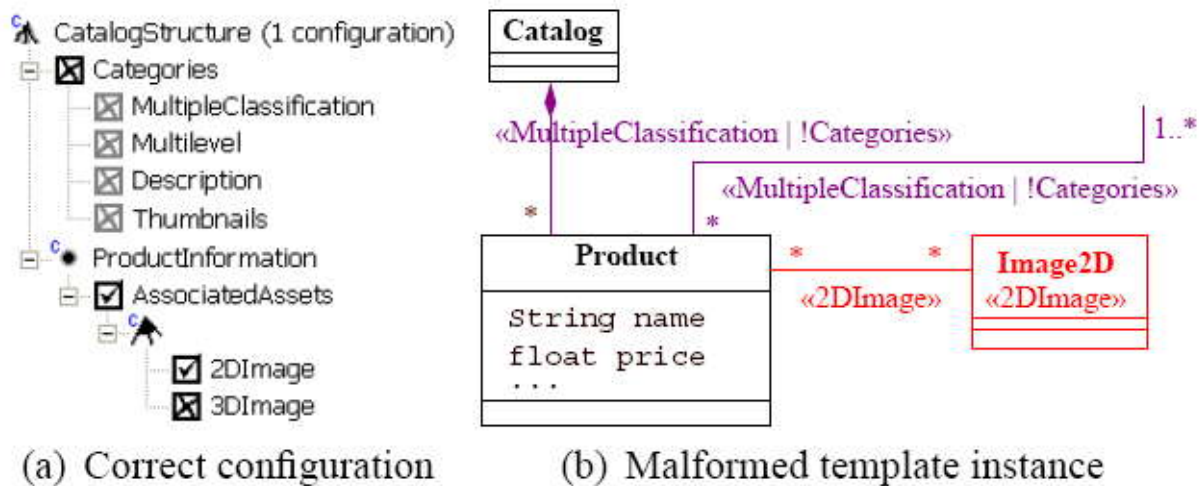 CatalogStructure (1 configuration)
Categories
MultipleClassification
Multilevel
Description
Thumbnails
ProductInformation
AssociatedAssets
2DImage
3DImage
Catalog
«MultipleClassification | !Categories»
1..*
«MultipleClassification | !Categories»
*
*
Product
*
*
Image2D
«2DImage»
«2DImage»
String name
float price
...
(a) Correct configuration
(b) Malformed template instance